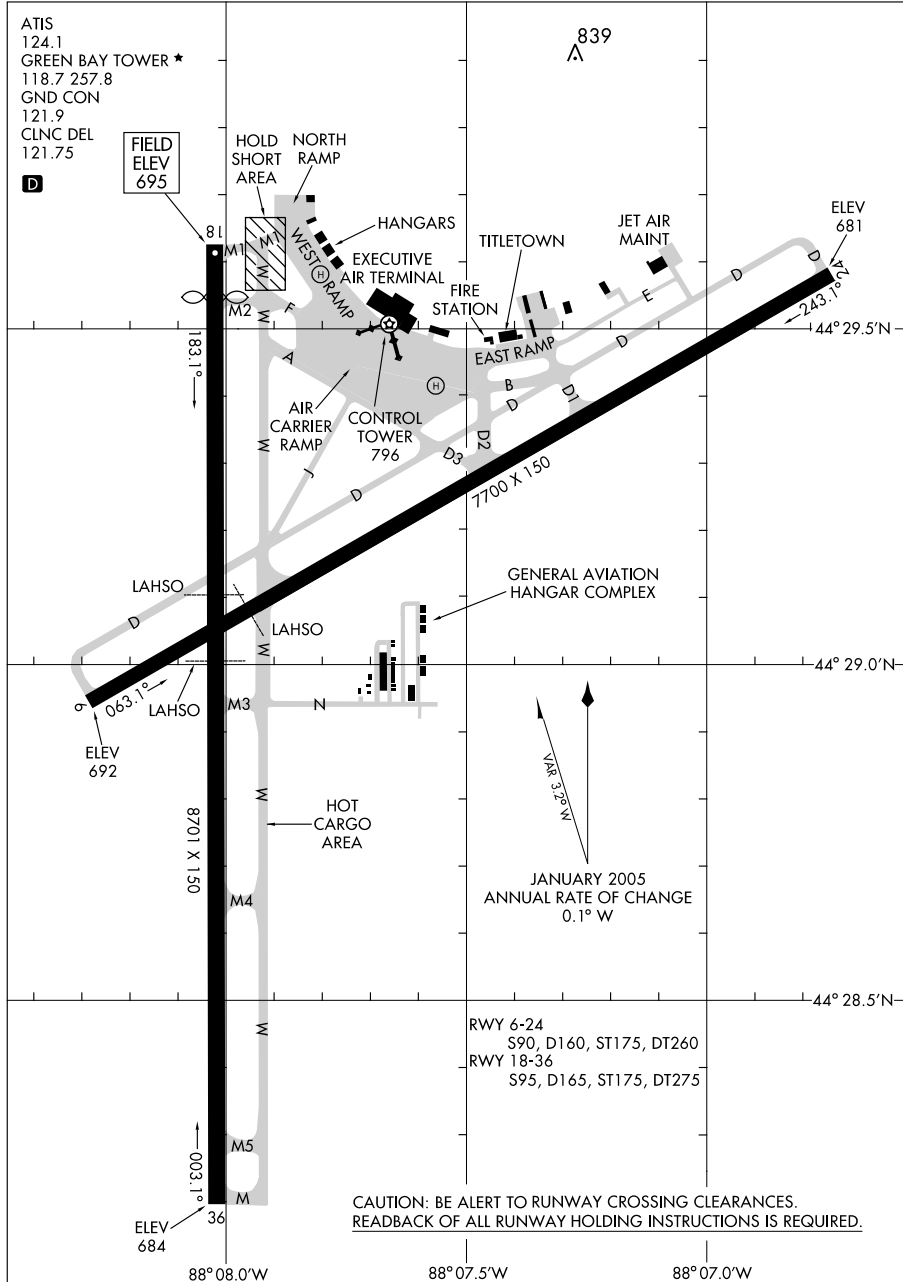 ATIS
124.1
GREEN BAY TOWER ★
118.7 257.8
GND CON
121.9
CLNC DEL
121.75
D
839
FIELD
ELEV
695
HOLD
SHORT
AREA
NORTH
RAMP
HANGARS
EXECUTIVE
AIR TERMINAL
JET AIR
MAINT
TITLETOWN
FIRE
STATION
ELEV
681
18
M1
M1
M
WEST RAMP
H
M2
M
F
D
D
24
E
243.1°
44°29.5'N
183.1°
A
EAST RAMP
D
H
B
D
D1
AIR
CARRIER
RAMP
CONTROL
TOWER
796
M
D3
D2
J
D
7700 X 150
LAHSO
GENERAL AVIATION
HANGAR COMPLEX
D
LAHSO
M
44°29.0'N
063.1°
6
LAHSO
M3
N
ELEV
692
VAR 3.2° W
M
HOT
CARGO
AREA
8701 X 150
JANUARY 2005
ANNUAL RATE OF CHANGE
0.1° W
M4
44°28.5'N
M
RWY 6-24
S90, D160, ST175, DT260
RWY 18-36
S95, D165, ST175, DT275
M5
003.1°
M
36
ELEV
684
CAUTION: BE ALERT TO RUNWAY CROSSING CLEARANCES.
READBACK OF ALL RUNWAY HOLDING INSTRUCTIONS IS REQUIRED.
88°08.0'W
88°07.5'W
88°07.0'W